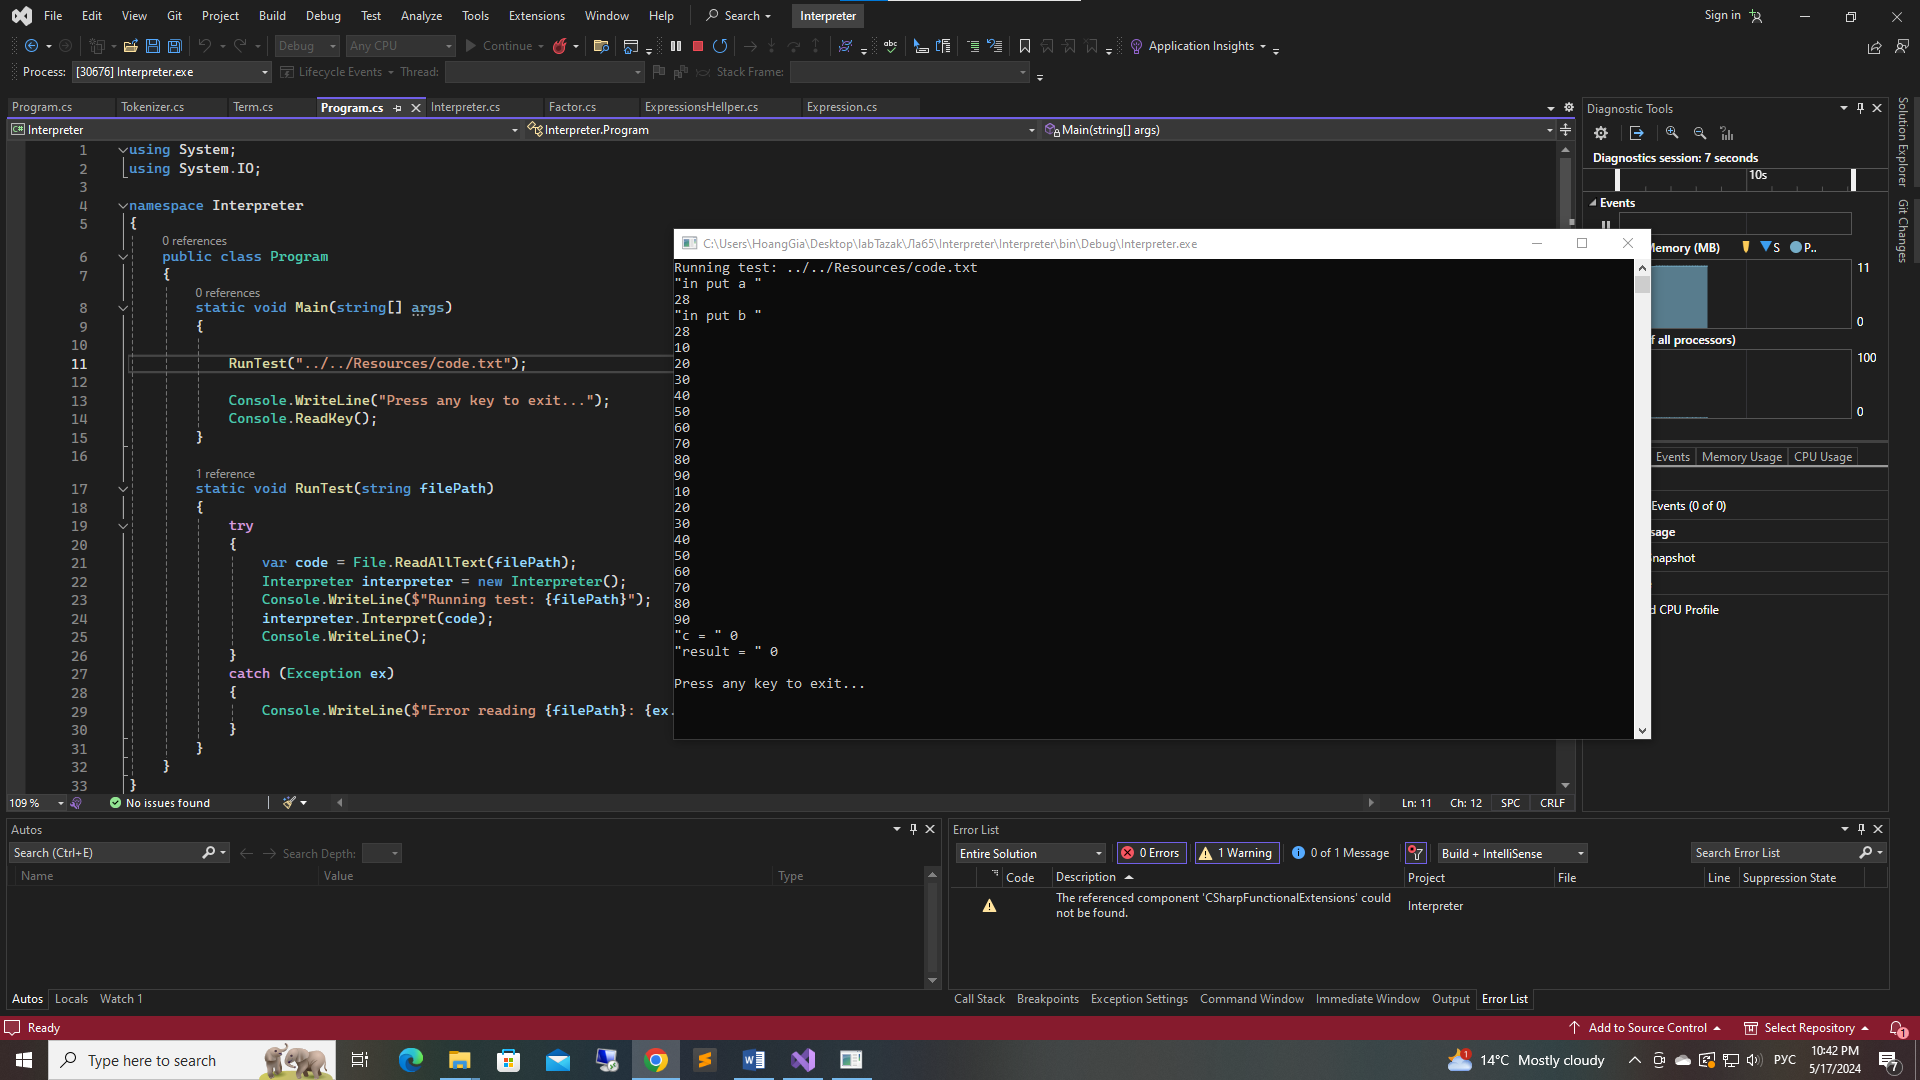 File Edit View Git Project Build Debug Test Analyze Tools Extensions Window Help Search Interpreter Sign in
Debug Any CPU Continue Application Insights
Process: [30676] Interpreter.exe Lifecycle Events Thread: Stack Frame:
Program.cs Tokenizer.cs Term.cs Program.cs Interpreter.cs Factor.cs ExpressionsHellper.cs Expression.cs
Interpreter Interpreter.Program Main(string[] args)
1 using System;
2 using System.IO;
3
4 namespace Interpreter
5 {
0 references
6 public class Program
7 {
0 references
8 static void Main(string[] args)
9 {
10
11 RunTest("../../Resources/code.txt");
12
13 Console.WriteLine("Press any key to exit...");
14 Console.ReadKey();
15 }
16
1 reference
17 static void RunTest(string filePath)
18 {
19 try
20 {
21 var code = File.ReadAllText(filePath);
22 Interpreter interpreter = new Interpreter();
23 Console.WriteLine($"Running test: {filePath}");
24 interpreter.Interpret(code);
25 Console.WriteLine();
26 }
27 catch (Exception ex)
28 {
29 Console.WriteLine($"Error reading {filePath}: {ex.
30 }
31 }
32 }
33 }
109 % No issues found Ln: 11 Ch: 12 SPC CRLF
C:\Users\HoangGia\Desktop\labTazak\Ла65\Interpreter\Interpreter\bin\Debug\Interpreter.exe
Running test: ../../Resources/code.txt
"in put a "
28
"in put b "
28
10
20
30
40
50
60
70
80
90
10
20
30
40
50
60
70
80
90
"c = " 0
"result = " 0
Press any key to exit...
Diagnostic Tools
Diagnostics session: 7 seconds
10s
Events
Memory (MB) S P..
11
0
f all processors)
100
0
Events Memory Usage CPU Usage
Events (0 of 0)
sage
napshot
d CPU Profile
Solution Explorer
Git Changes
Autos
Search (Ctrl+E) Search Depth:
Name Value Type
Autos Locals Watch 1
Error List
Entire Solution 0 Errors 1 Warning 0 of 1 Message Build + IntelliSense Search Error List
Code Description Project File Line Suppression State
The referenced component 'CSharpFunctionalExtensions' could
not be found.
Interpreter
Call Stack Breakpoints Exception Settings Command Window Immediate Window Output Error List
Ready Add to Source Control Select Repository 1
Type here to search 1 14°C Mostly cloudy РУС 10:42 PM
5/17/2024 7